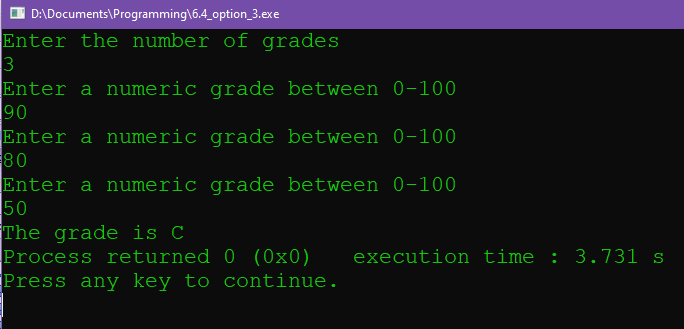 D:\Documents\Programming\6.4_option_3.exe
Enter the number of grades
3
Enter a numeric grade between 0-100
90
Enter a numeric grade between 0-100
80
Enter a numeric grade between 0-100
50
The grade is C
Process returned 0 (0x0)   execution time : 3.731 s
Press any key to continue.